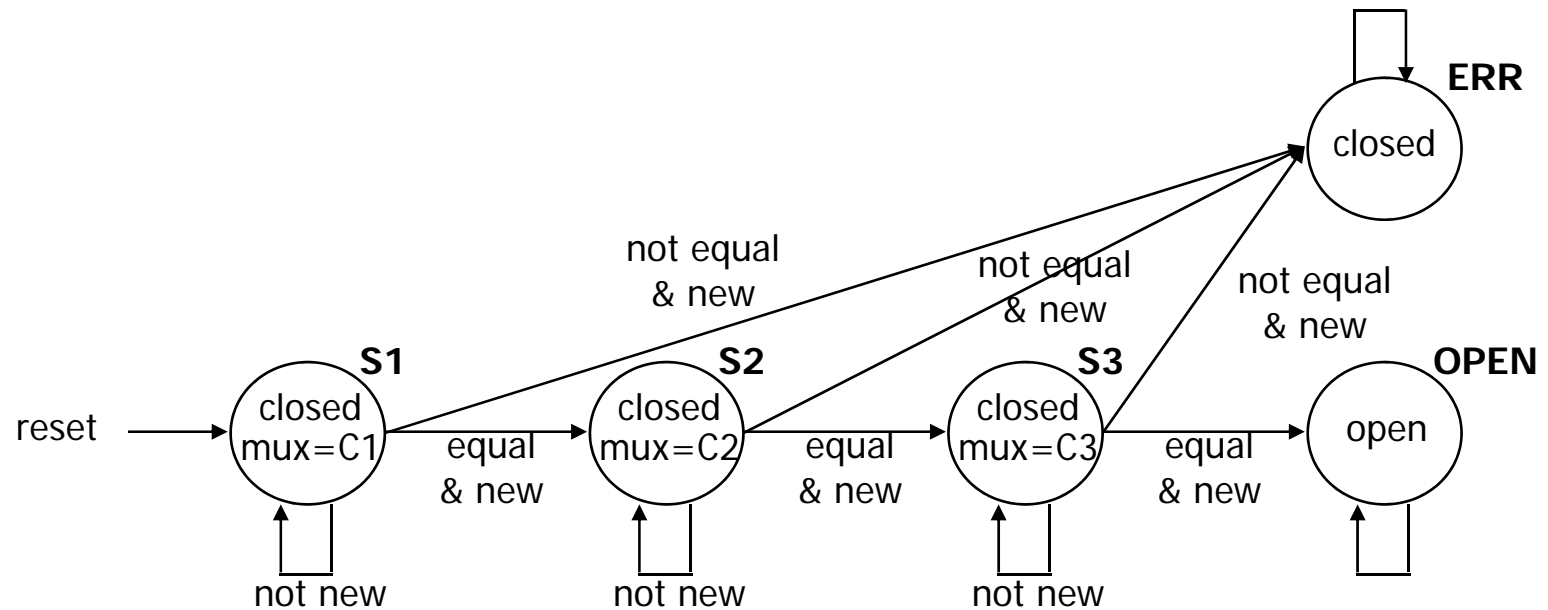 ERR
closed
not equal
& new
not equal
& new
not equal
& new
S1
S2
S3
OPEN
reset
closed
mux=C1
equal
& new
closed
mux=C2
equal
& new
closed
mux=C3
equal
& new
open
not new
not new
not new